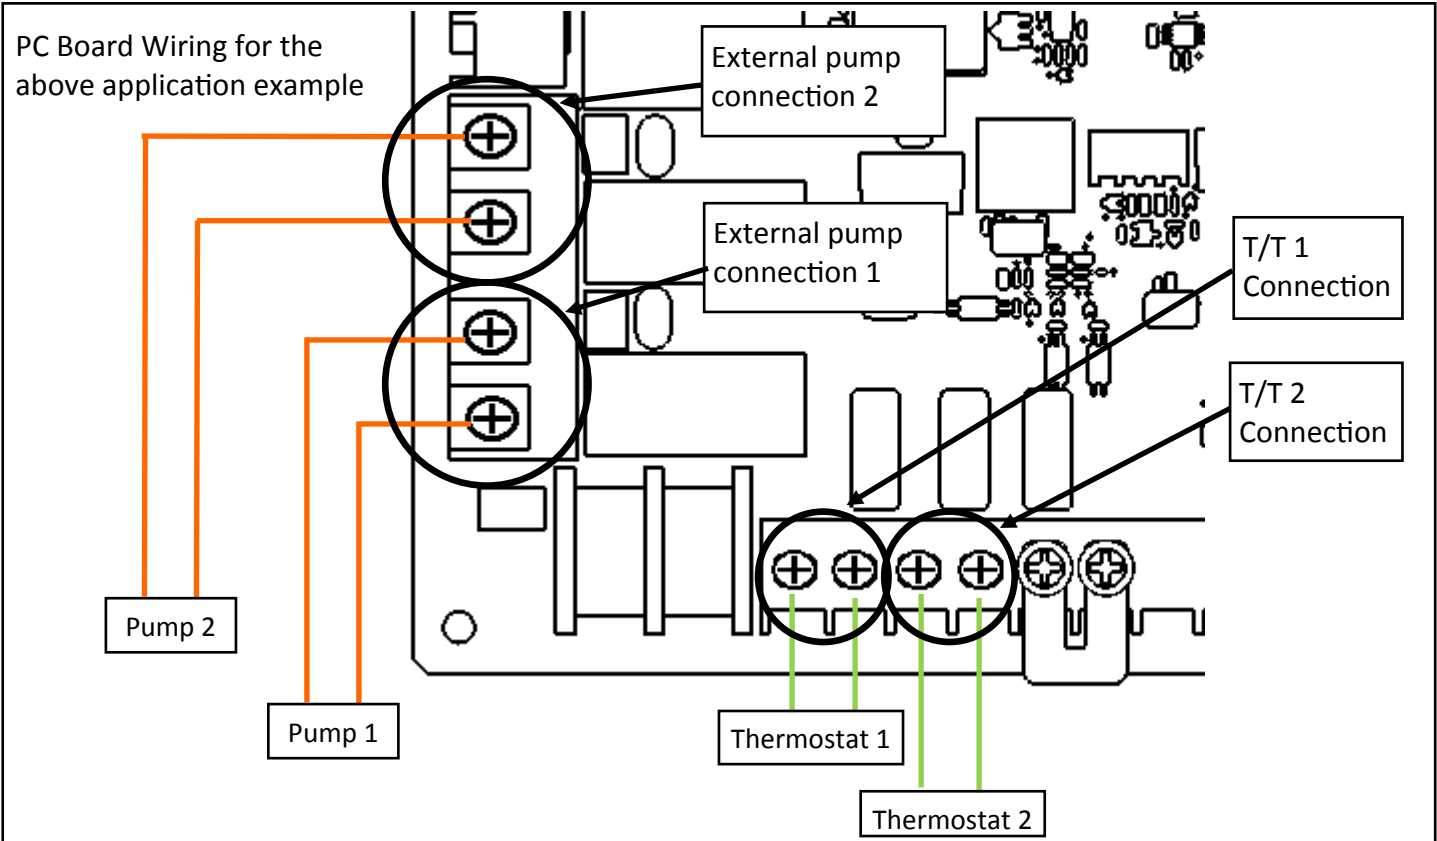 PC Board Wiring for the
above application example
External pump
connection 2
External pump
connection 1
T/T 1
Connection
T/T 2
Connection
Pump 2
Pump 1
Thermostat 1
Thermostat 2